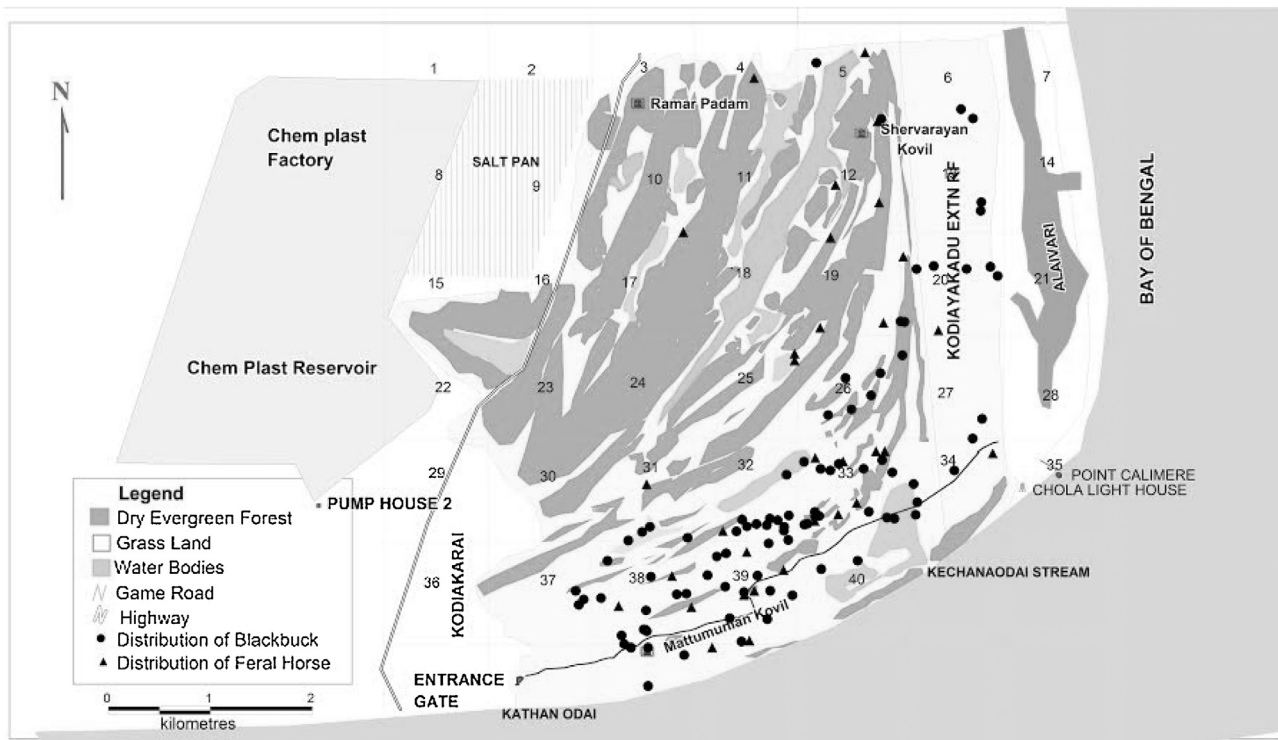 1
2
3
4
5
6
7
N
Ramar Padam
Chem plast
Factory
Shervarayan
Kovil
SALT PAN
8
9
10
11
12
14
KODIAYAKADU EXTN RF
ALAIVARI
BAY OF BENGAL
15
16
17
18
19
20
21
Chem Plast Reservoir
22
23
24
25
26
27
28
29
30
31
32
33
34
35
POINT CALIMERE
CHOLA LIGHT HOUSE
PUMP HOUSE 2
Legend
Dry Evergreen Forest
Grass Land
Water Bodies
Game Road
Highway
Distribution of Blackbuck
Distribution of Feral Horse
36
KODIAKARAI
37
38
39
40
KECHANAODAI STREAM
Mattumunian Kovil
ENTRANCE
GATE
KATHAN ODAI
0 1 2
kilometres